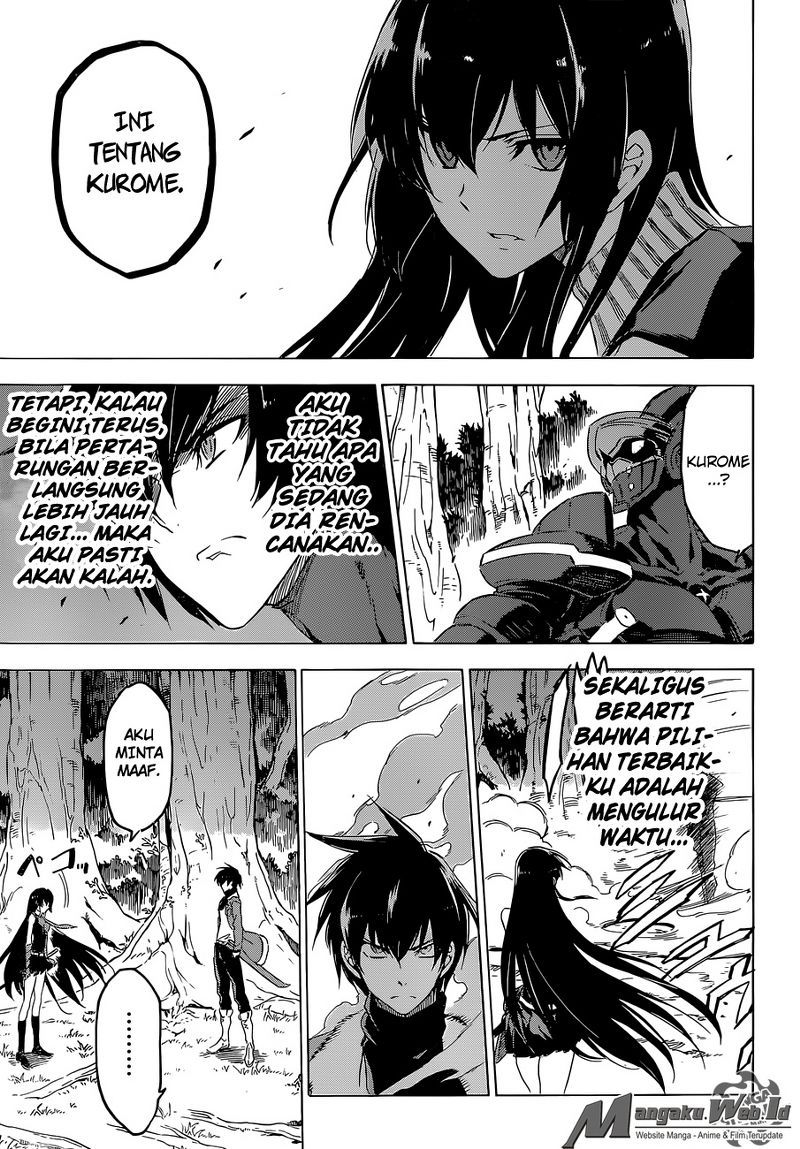 INI
TENTANG
KUROME.
KUROME
...?
AKU
TIDAK
TAHU APA
YANG
SEDANG
DIA REN-
CANAKAN..
TETAPI, KALAU
BEGINI TERUS,
BILA PERTA-
RUNGAN BER-
LANGSUNG
LEBIH JAUH
LAGI... MAKA
AKU PASTI
AKAN KALAH.
SEKALIGUS
BERARTI
BAHWA PILI-
HAN TERBAIK-
KU ADALAH
MENGULUR
WAKTU...
AKU
MINTA
MAAF.
ペコ
.........
Mangaku.Web.Id
Website Manga - Anime & Film Terupdate